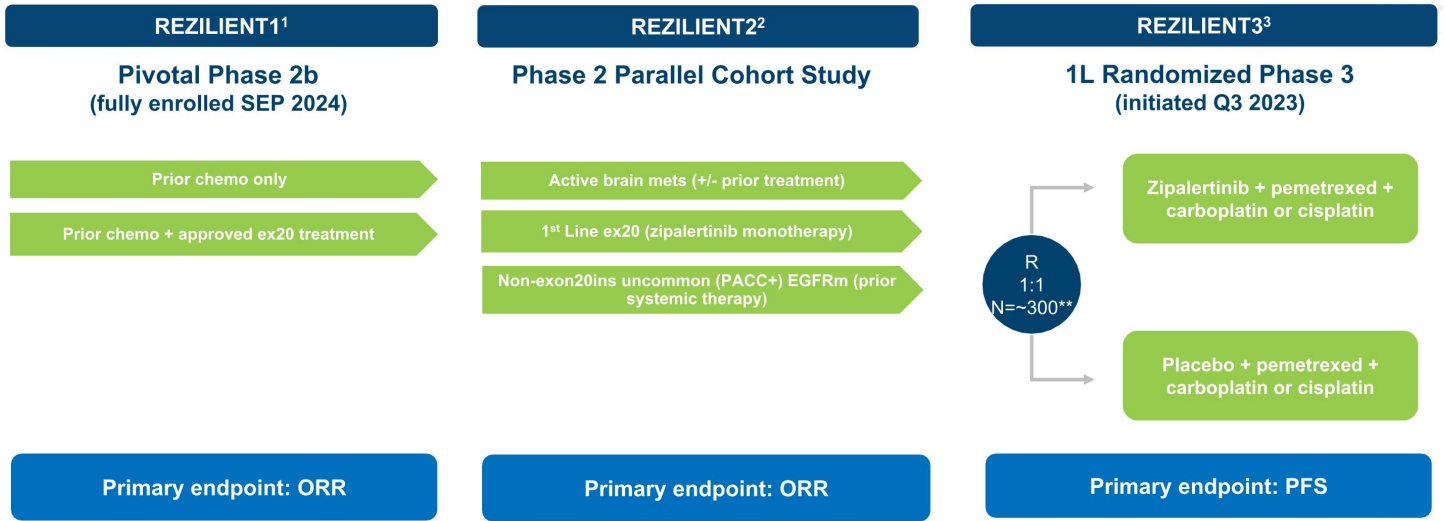 REZILIENT1¹
Pivotal Phase 2b
(fully enrolled SEP 2024)
Prior chemo only
Prior chemo + approved ex20 treatment
Primary endpoint: ORR
REZILIENT2²
Phase 2 Parallel Cohort Study
Active brain mets (+/- prior treatment)
1st Line ex20 (zipalertinib monotherapy)
Non-exon20ins uncommon (PACC+) EGFRm (prior
systemic therapy)
Primary endpoint: ORR
REZILIENT3³
1L Randomized Phase 3
(initiated Q3 2023)
R
1:1
N=~300**
Zipalertinib + pemetrexed +
carboplatin or cisplatin
Placebo + pemetrexed +
carboplatin or cisplatin
Primary endpoint: PFS